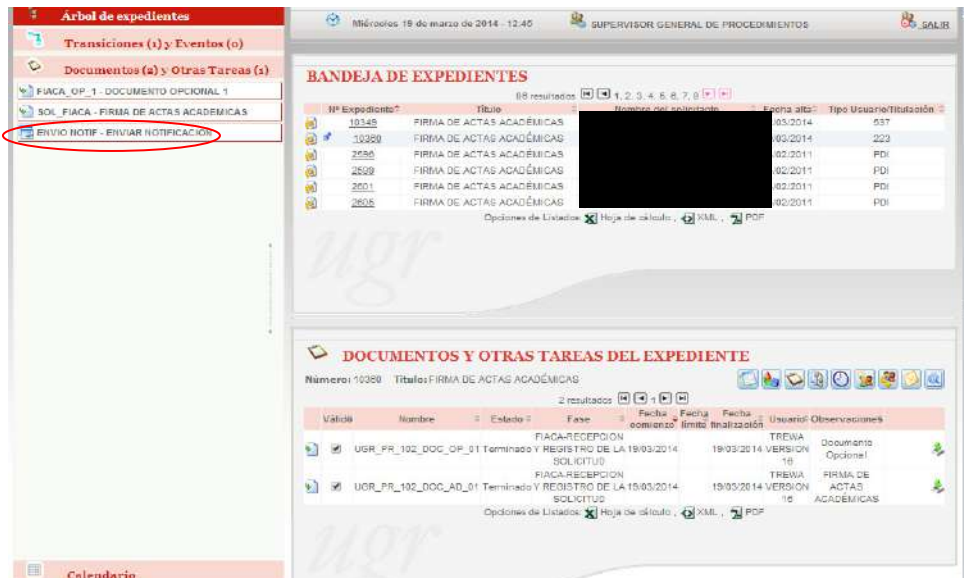 Árbol de expedientes
Transiciones (1) y Eventos (0)
Documentos (2) y Otras Tareas (1)
FIACA_OP_1 - DOCUMENTO OPCIONAL 1
SOL_FIACA - FIRMA DE ACTAS ACADEMICAS
ENVIO NOTIF - ENVIAR NOTIFICACIÓN
Calendario
Miércoles 19 de marzo de 2014 - 12:46
SUPERVISOR GENERAL DE PROCEDIMIENTOS
SALIR
BANDEJA DE EXPEDIENTES
resultados 1, 2, 3, 4, 5, 6, 7, 8
Nº Expediente Título Nombre del solicitante Fecha alta Tipo Usuario/Titulación
10349 FIRMA DE ACTAS ACADÉMICAS /03/2014 537
FIRMA DE ACTAS ACADÉMICAS /03/2014 223
2596 FIRMA DE ACTAS ACADÉMICAS /02/2011 PDI
2599 FIRMA DE ACTAS ACADÉMICAS /02/2011 PDI
2601 FIRMA DE ACTAS ACADÉMICAS /02/2011 PDI
2605 FIRMA DE ACTAS ACADÉMICAS /02/2011 PDI
Opciones de Listados: Hoja de cálculo , XML , PDF
ugr
DOCUMENTOS Y OTRAS TAREAS DEL EXPEDIENTE
Número: Título: FIRMA DE ACTAS ACADÉMICAS
2 resultados
Válido Nombre Estado Fase Fecha comienzo Fecha límite Fecha finalización Usuario Observaciones
FIACA-RECEPCION TREWA
UGR_PR_102_DOC_OP_01 Terminado Y REGISTRO DE LA 19/03/2014 19/03/2014 VERSION Documento
SOLICITUD 16 Opcional
FIACA-RECEPCION TREWA FIRMA DE
UGR_PR_102_DOC_AD_01 Terminado Y REGISTRO DE LA 19/03/2014 19/03/2014 VERSION ACTAS
SOLICITUD 16 ACADÉMICAS
Opciones de Listados: Hoja de cálculo , XML , PDF
ugr